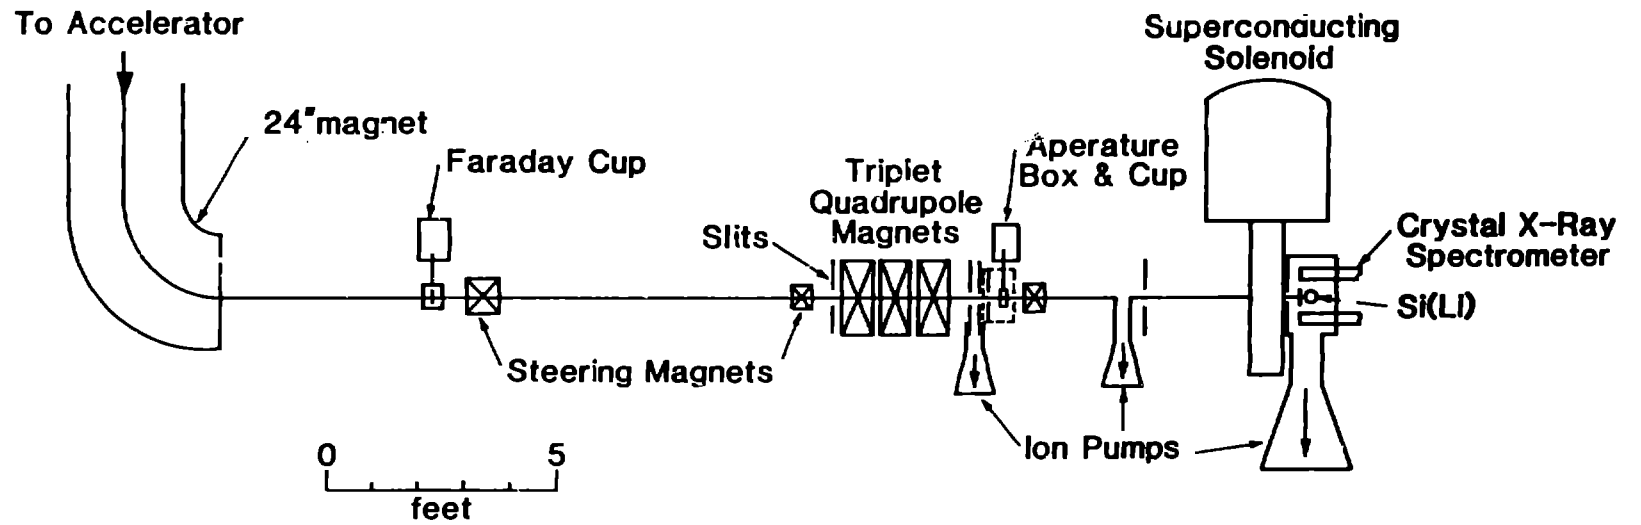 To Accelerator
24"magnet
Faraday Cup
Slits
Triplet
Quadrupole
Magnets
Aperature
Box & Cup
Superconducting
Solenoid
Crystal X-Ray
Spectrometer
Si(Li)
Steering Magnets
Ion Pumps
0 5
feet